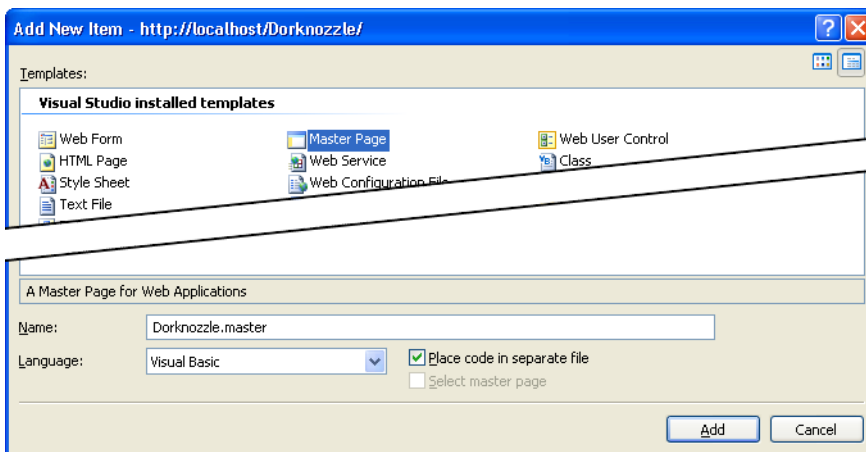 Add New Item - http://localhost/Dorknozzle/
Templates:
Visual Studio installed templates
Web Form Master Page Web User Control
HTML Page Web Service Class
Style Sheet Web Configuration File
Text File
A Master Page for Web Applications
Name: Dorknozzle.master
Language: Visual Basic Place code in separate file
Select master page
Add Cancel